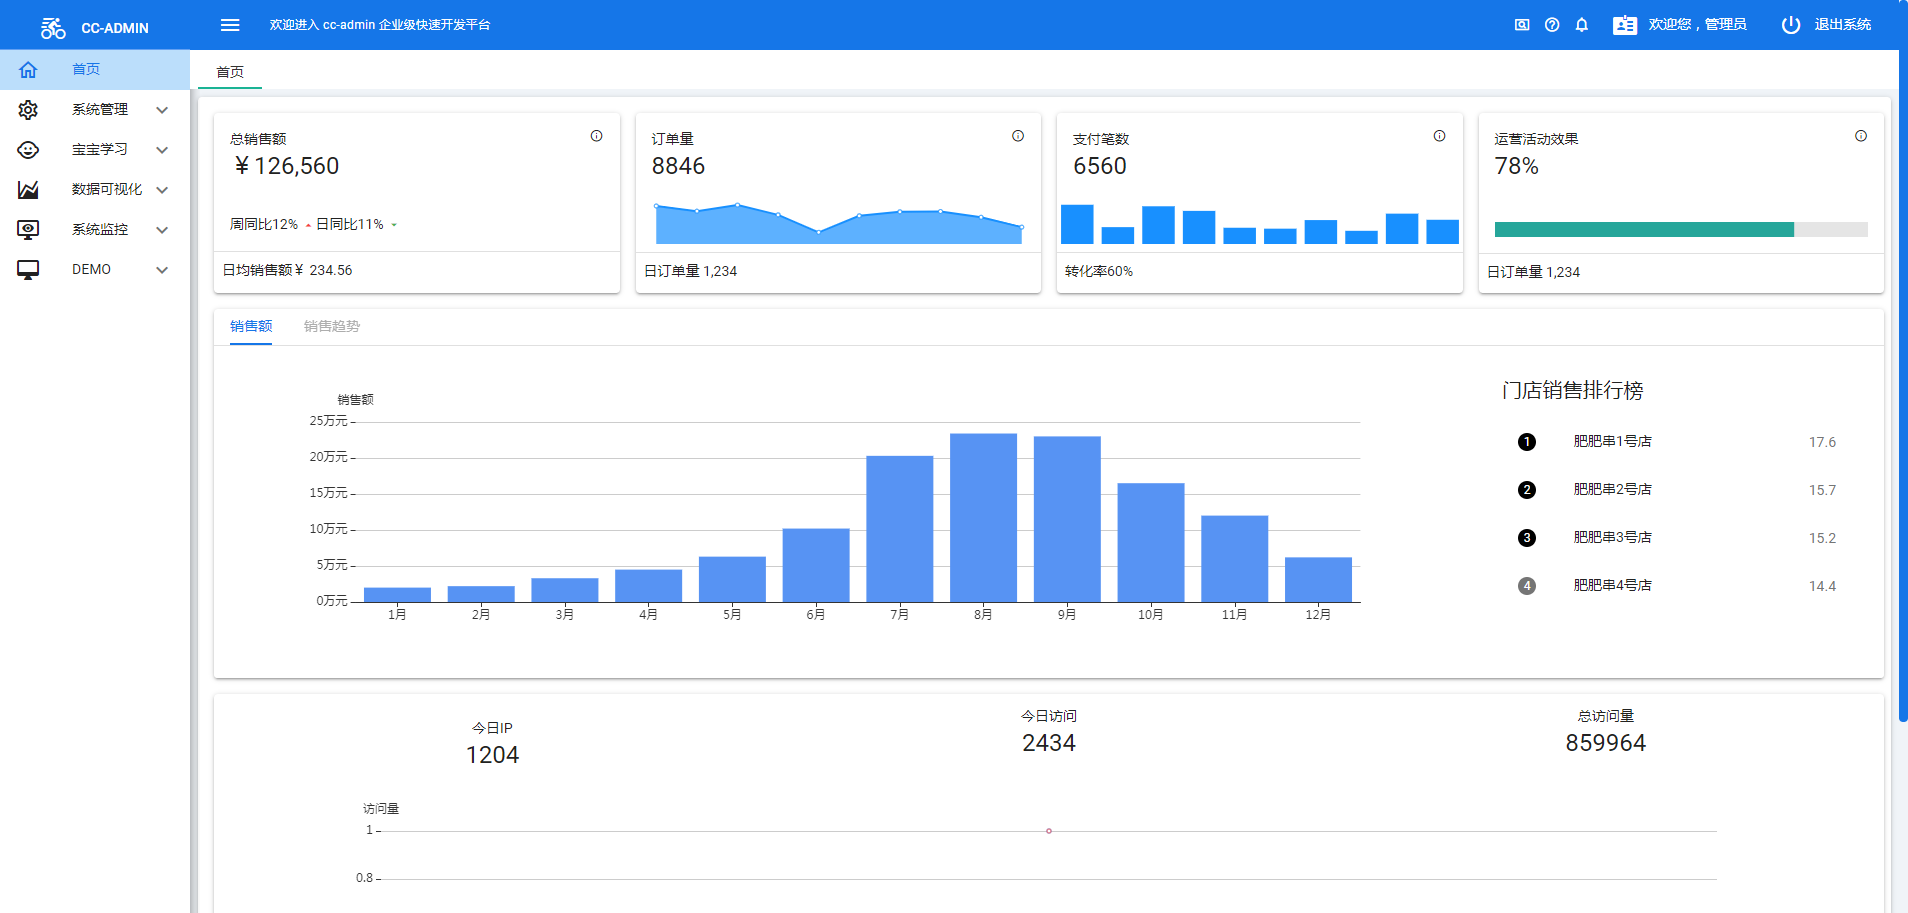 CC-ADMIN
欢迎进入 cc-admin 企业级快速开发平台
欢迎您，管理员
退出系统
首页
系统管理
宝宝学习
数据可视化
系统监控
DEMO
首页
总销售额
￥126,560
周同比12% 日同比11%
日均销售额￥ 234.56
订单量
8846
日订单量 1,234
支付笔数
6560
转化率60%
运营活动效果
78%
日订单量 1,234
销售额 销售趋势
销售额
25万元
20万元
15万元
10万元
5万元
0万元
1月 2月 3月 4月 5月 6月 7月 8月 9月 10月 11月 12月
门店销售排行榜
1 肥肥串1号店 17.6
2 肥肥串2号店 15.7
3 肥肥串3号店 15.2
4 肥肥串4号店 14.4
今日IP
1204
今日访问
2434
总访问量
859964
访问量
1
0.8